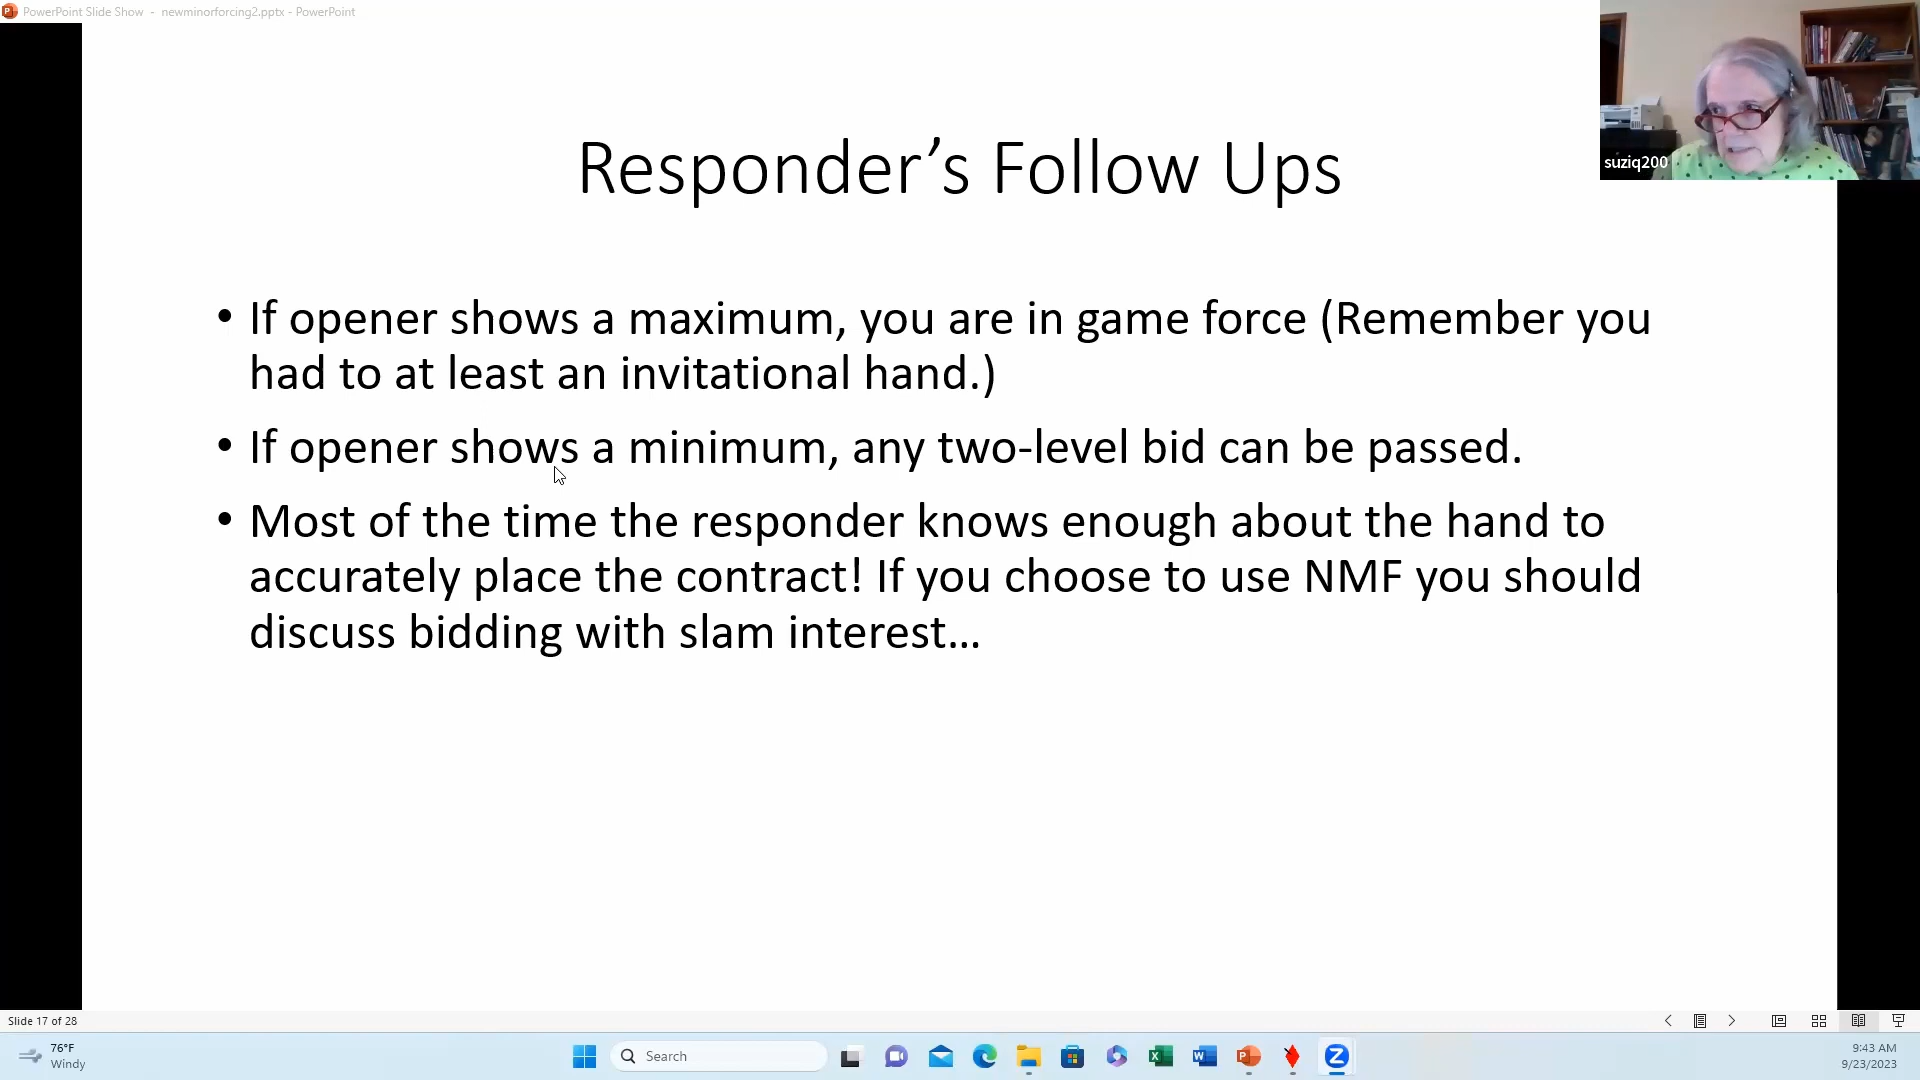 PowerPoint Slide Show - newminorforcing2.pptx - PowerPoint
suziq200
Responder’s Follow Ups
• If opener shows a maximum, you are in game force (Remember you
had to at least an invitational hand.)
• If opener shows a minimum, any two-level bid can be passed.
• Most of the time the responder knows enough about the hand to
accurately place the contract! If you choose to use NMF you should
discuss bidding with slam interest…
Slide 17 of 28
76°F
Windy
Search
9:43 AM
9/23/2023